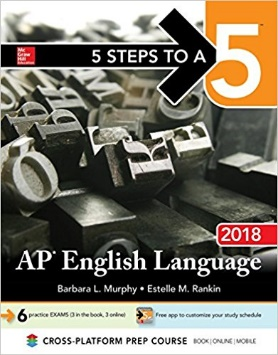 Mc
Graw
Hill
Education
5 STEPS TO A
5
2018
AP® English Language
Barbara L. Murphy • Estelle M. Rankin
6 practice EXAMS (3 in the book, 3 online)
Free app to customize your study schedule
CROSS-PLATFORM PREP COURSE BOOK | ONLINE | MOBILE